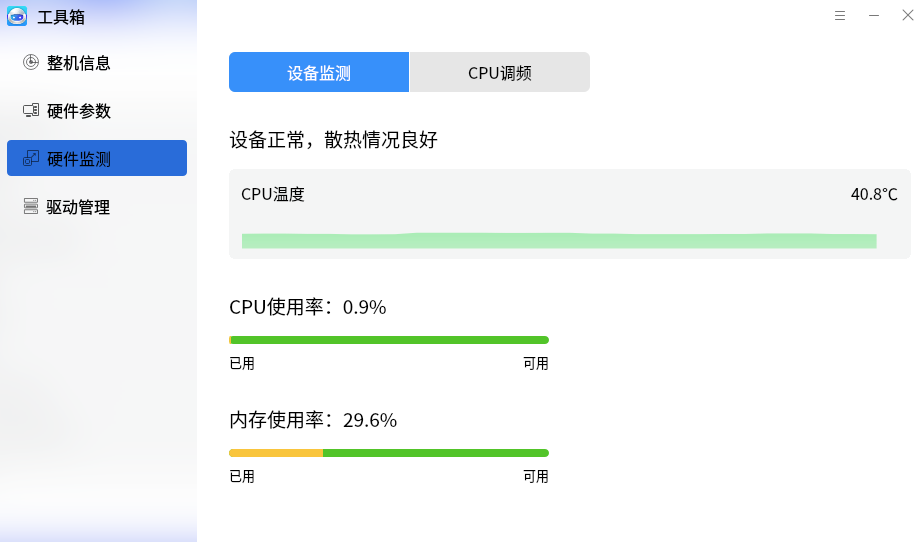 工具箱
整机信息
硬件参数
硬件监测
驱动管理
设备监测
CPU调频
设备正常，散热情况良好
CPU温度
40.8℃
CPU使用率：0.9%
已用
可用
内存使用率：29.6%
已用
可用